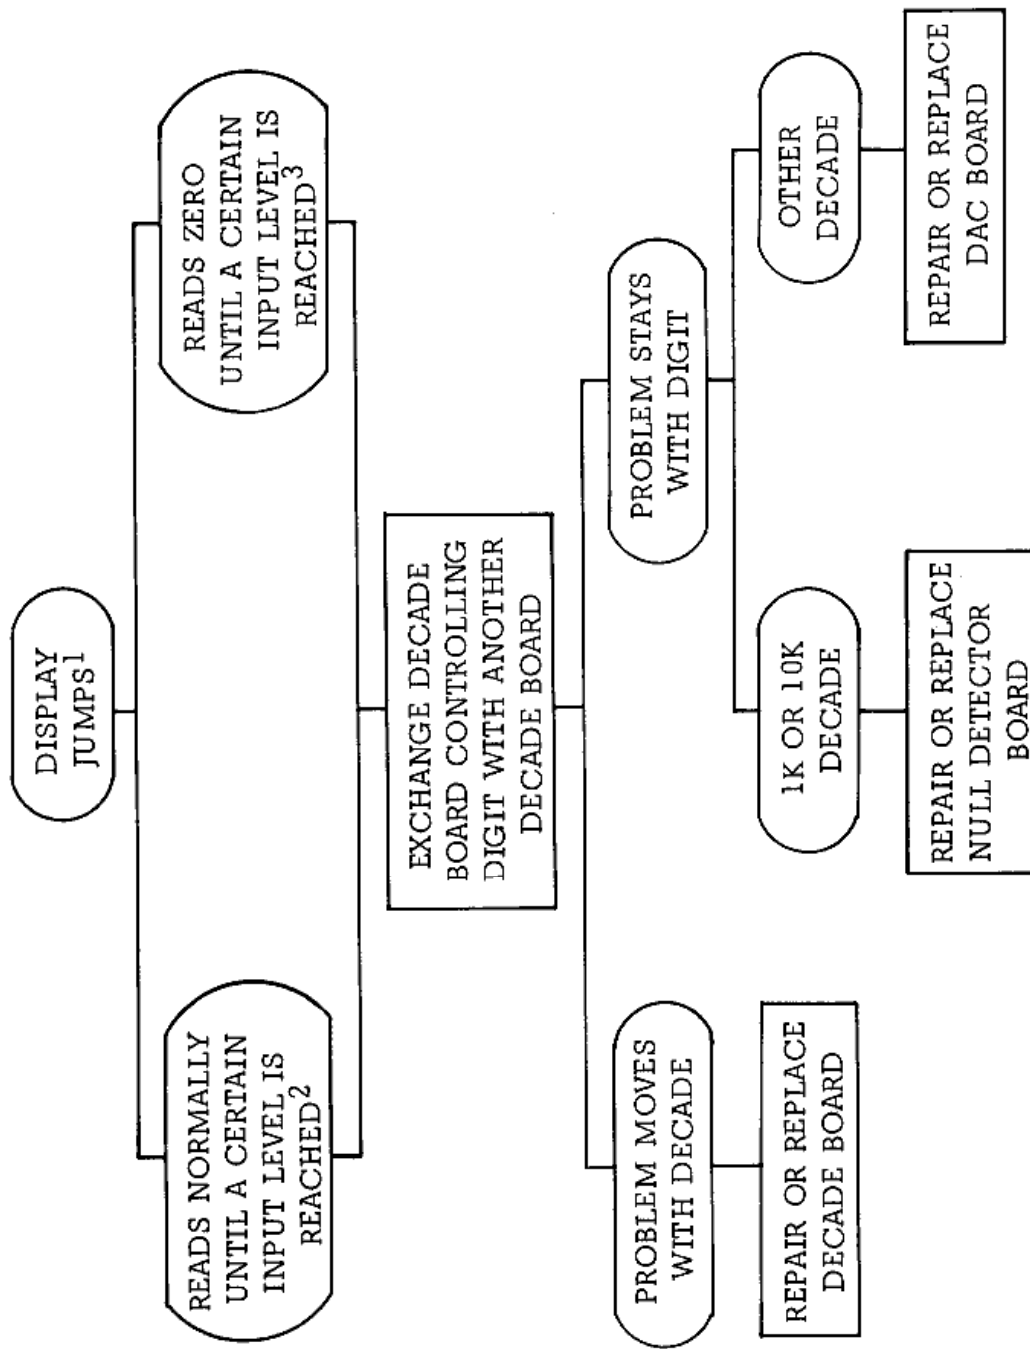 DISPLAY
JUMPS1
READS NORMALLY
UNTIL A CERTAIN
INPUT LEVEL IS
REACHED2
READS ZERO
UNTIL A CERTAIN
INPUT LEVEL IS
REACHED3
EXCHANGE DECADE
BOARD CONTROLLING
DIGIT WITH ANOTHER
DECADE BOARD
PROBLEM MOVES
WITH DECADE
PROBLEM STAYS
WITH DIGIT
REPAIR OR REPLACE
DECADE BOARD
1K OR 10K
DECADE
OTHER
DECADE
REPAIR OR REPLACE
NULL DETECTOR
BOARD
REPAIR OR REPLACE
DAC BOARD